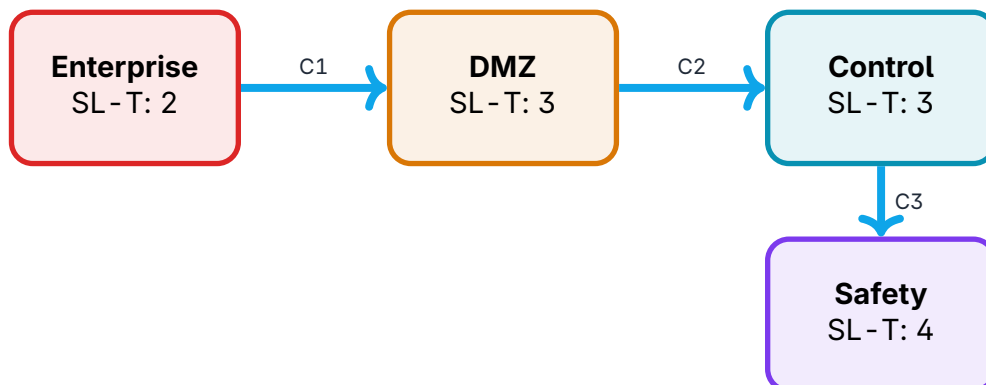 Enterprise
SL-T: 2
C1
DMZ
SL-T: 3
C2
Control
SL-T: 3
C3
Safety
SL-T: 4